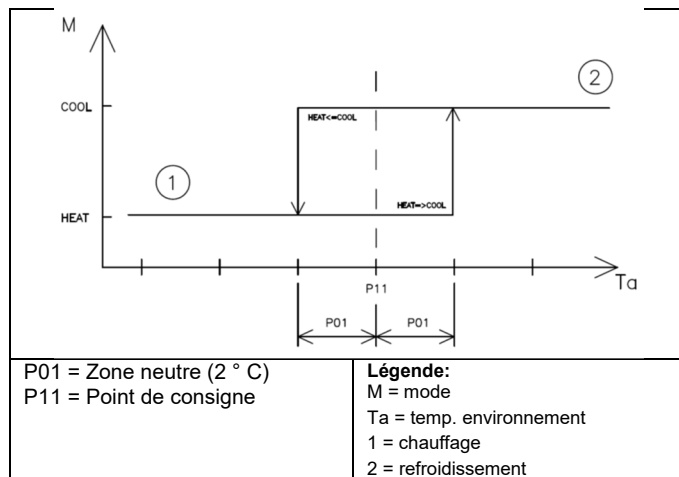 M
2
COOL
HEAT<=COOL
1
HEAT=>COOL
HEAT
Ta
P11
P01 P01
P01 = Zone neutre (2 ° C)
P11 = Point de consigne
Légende:
M = mode
Ta = temp. environnement
1 = chauffage
2 = refroidissement